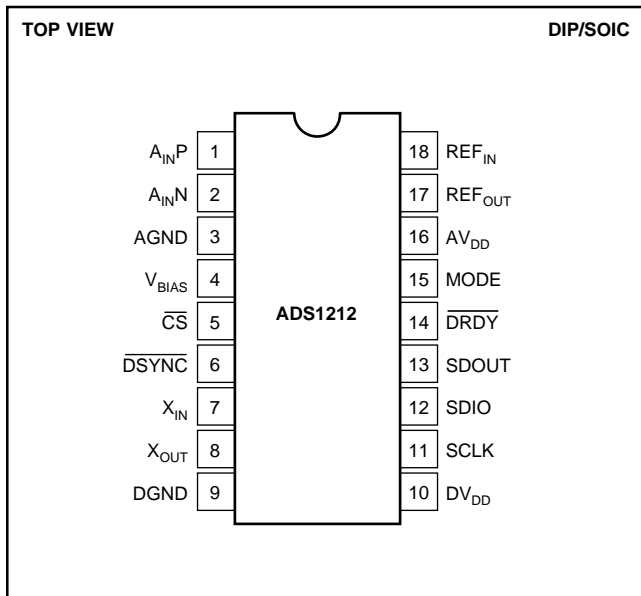 TOP VIEW DIP/SOIC
AINP 1 18 REFIN
AINN 2 17 REFOUT
AGND 3 16 AVDD
VBIAS 4 15 MODE
CS 5 14 DRDY
ADS1212
DSYNC 6 13 SDOUT
XIN 7 12 SDIO
XOUT 8 11 SCLK
DGND 9 10 DVDD